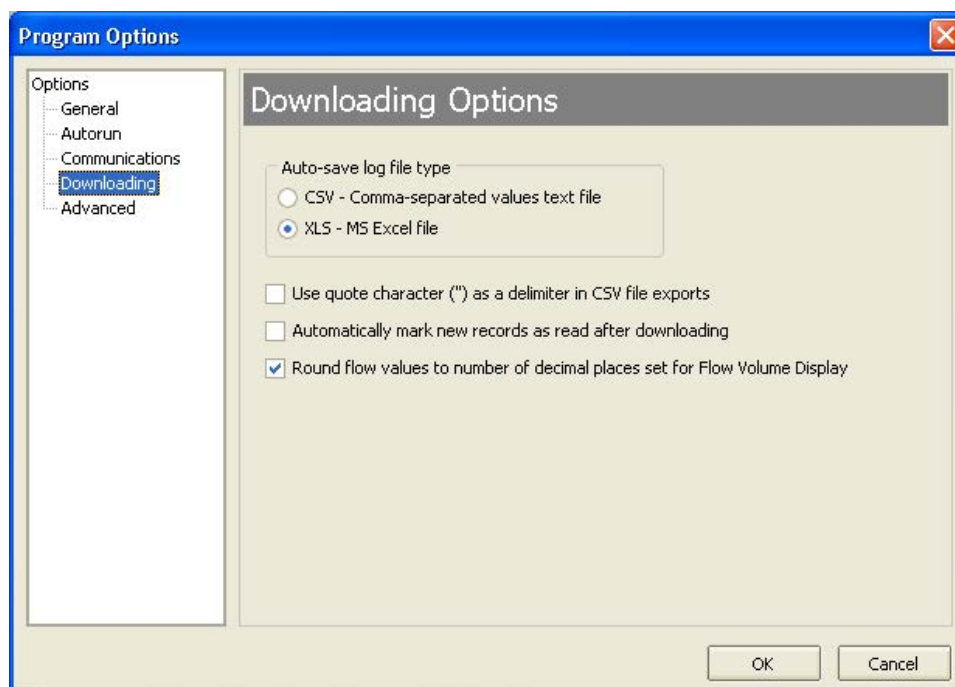 Program Options
Options
General
Autorun
Communications
Downloading
Advanced
Downloading Options
Auto-save log file type
CSV - Comma-separated values text file
XLS - MS Excel file
Use quote character (") as a delimiter in CSV file exports
Automatically mark new records as read after downloading
Round flow values to number of decimal places set for Flow Volume Display
OK
Cancel